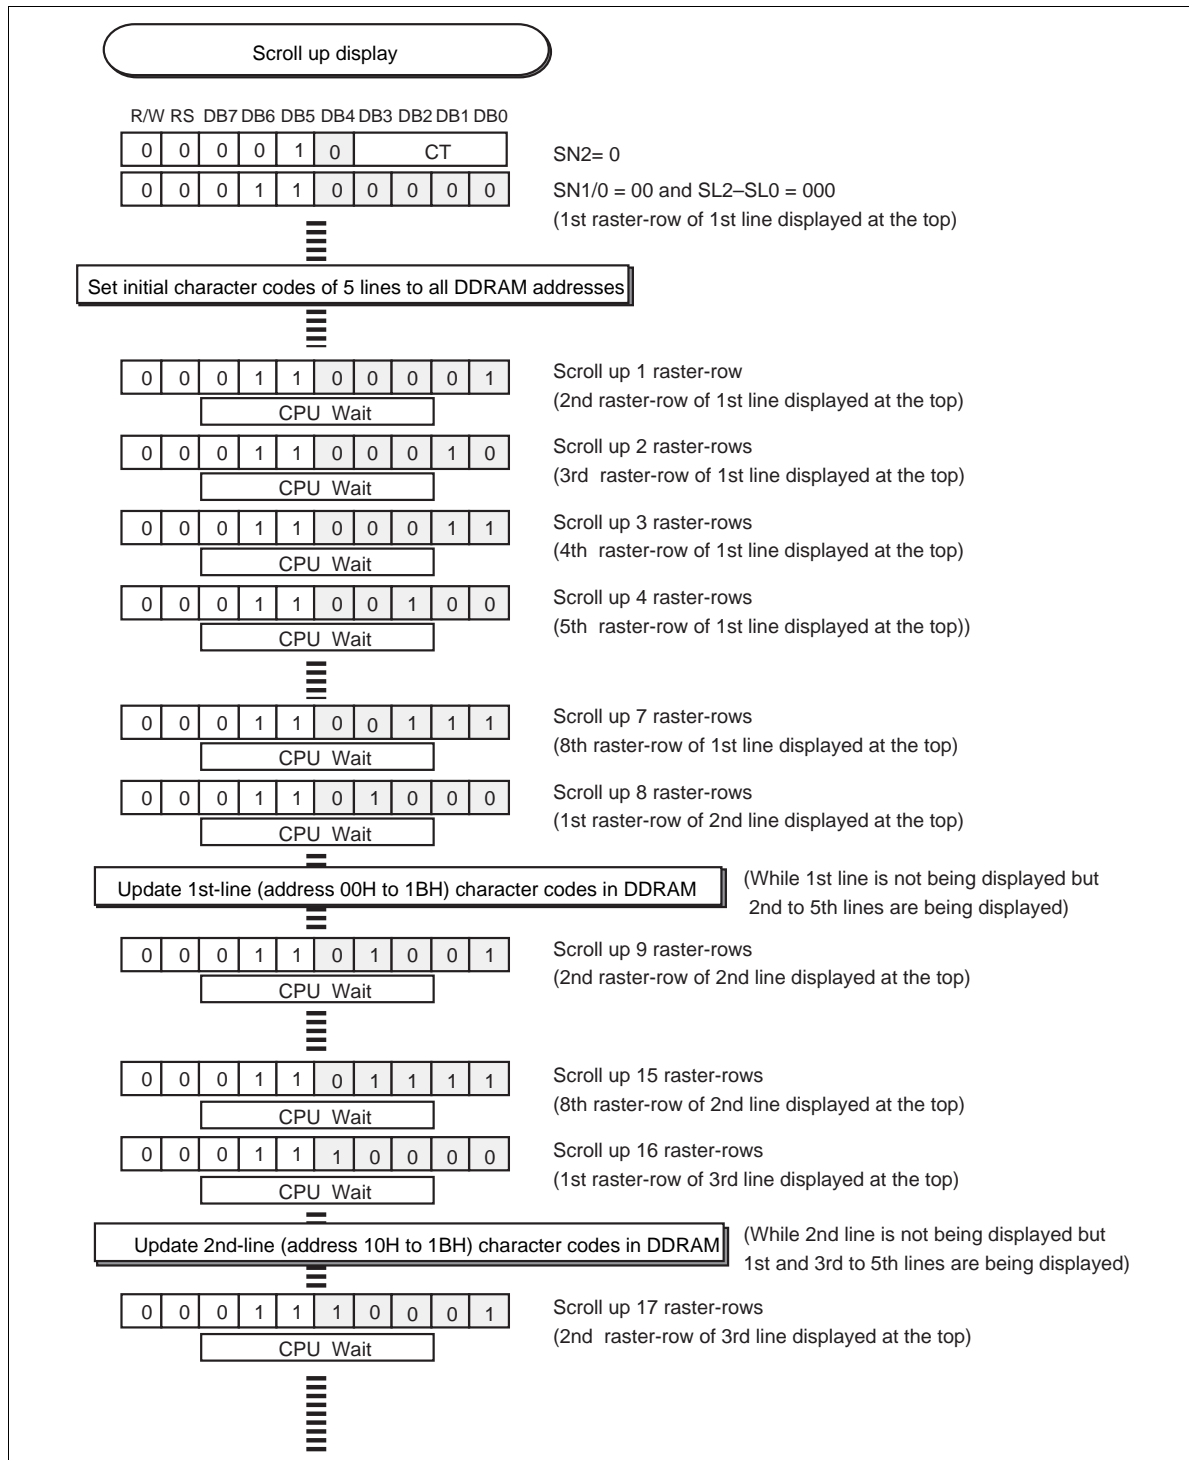 Scroll up display
R/W RS DB7 DB6 DB5 DB4 DB3 DB2 DB1 DB0
0 0 0 0 1 0 CT SN2= 0
0 0 0 1 1 0 0 0 0 0 SN1/0 = 00 and SL2–SL0 = 000
(1st raster-row of 1st line displayed at the top)
Set initial character codes of 5 lines to all DDRAM addresses
0 0 0 1 1 0 0 0 0 1 Scroll up 1 raster-row
CPU Wait (2nd raster-row of 1st line displayed at the top)
0 0 0 1 1 0 0 0 1 0 Scroll up 2 raster-rows
CPU Wait (3rd raster-row of 1st line displayed at the top)
0 0 0 1 1 0 0 0 1 1 Scroll up 3 raster-rows
CPU Wait (4th raster-row of 1st line displayed at the top)
0 0 0 1 1 0 0 1 0 0 Scroll up 4 raster-rows
CPU Wait (5th raster-row of 1st line displayed at the top))
0 0 0 1 1 0 0 1 1 1 Scroll up 7 raster-rows
CPU Wait (8th raster-row of 1st line displayed at the top)
0 0 0 1 1 0 1 0 0 0 Scroll up 8 raster-rows
CPU Wait (1st raster-row of 2nd line displayed at the top)
Update 1st-line (address 00H to 1BH) character codes in DDRAM
(While 1st line is not being displayed but
2nd to 5th lines are being displayed)
0 0 0 1 1 0 1 0 0 1 Scroll up 9 raster-rows
CPU Wait (2nd raster-row of 2nd line displayed at the top)
0 0 0 1 1 0 1 1 1 1 Scroll up 15 raster-rows
CPU Wait (8th raster-row of 2nd line displayed at the top)
0 0 0 1 1 1 0 0 0 0 Scroll up 16 raster-rows
CPU Wait (1st raster-row of 3rd line displayed at the top)
Update 2nd-line (address 10H to 1BH) character codes in DDRAM
(While 2nd line is not being displayed but
1st and 3rd to 5th lines are being displayed)
0 0 0 1 1 1 0 0 0 1 Scroll up 17 raster-rows
CPU Wait (2nd raster-row of 3rd line displayed at the top)